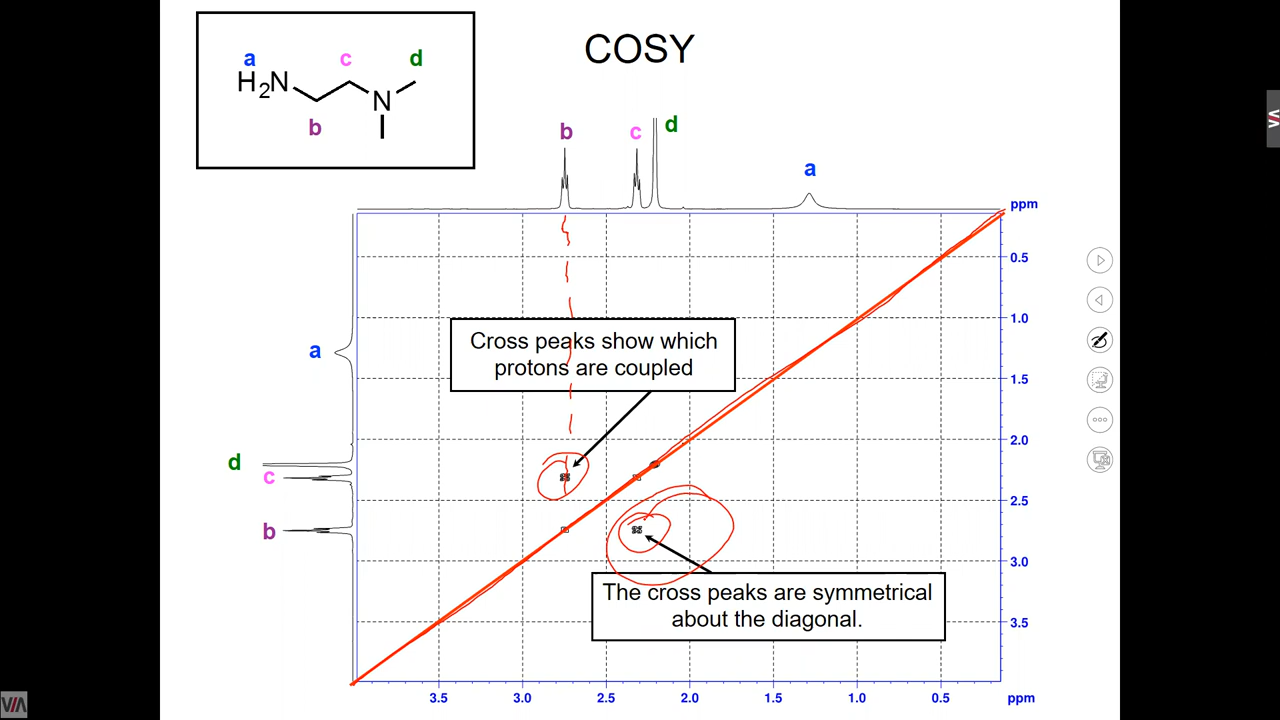 COSY
a
c
d
H2N
N
b
b
c
d
a
ppm
0.5
1.0
Cross peaks show which
protons are coupled
a
1.5
2.0
d
c
2.5
b
3.0
The cross peaks are symmetrical
about the diagonal.
3.5
3.5
3.0
2.5
2.0
1.5
1.0
0.5
ppm
VIA